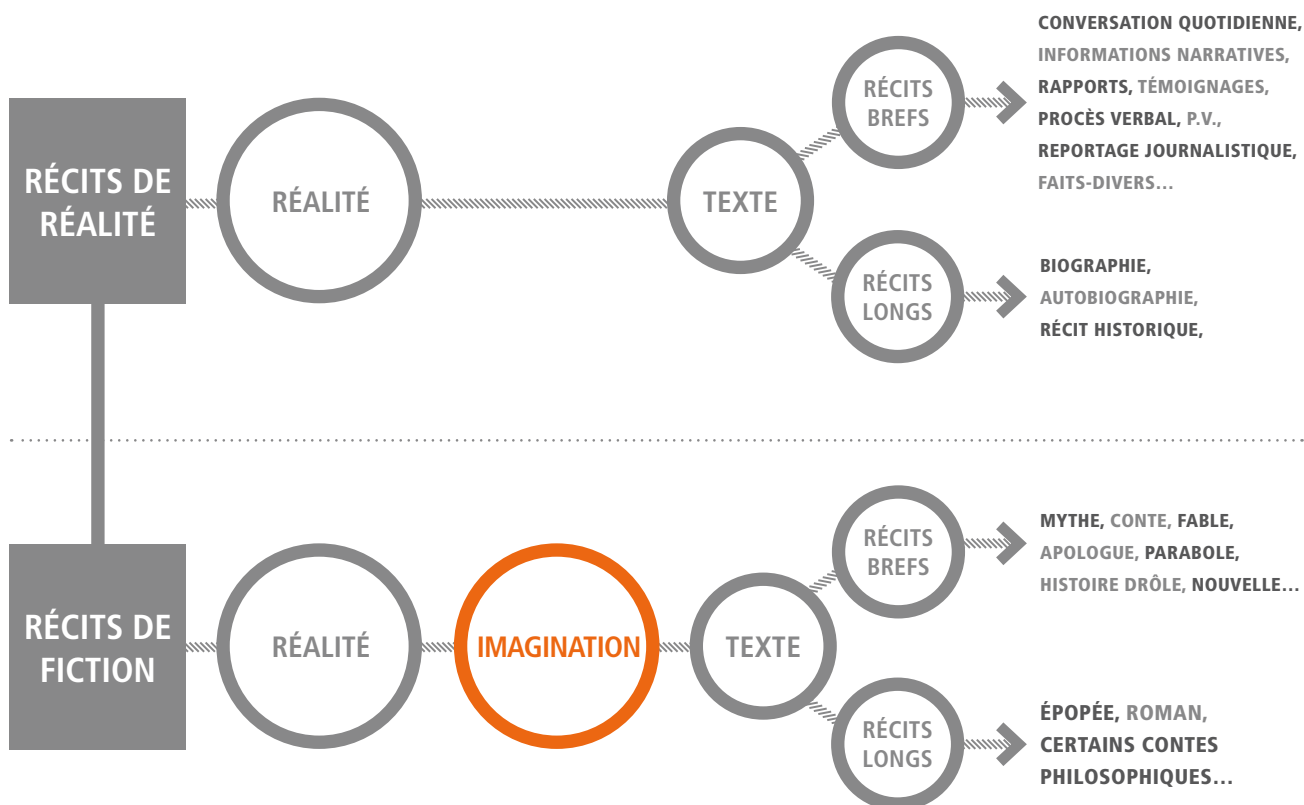 RÉCITS DE
RÉALITÉ
RÉALITÉ
TEXTE
RÉCITS
BREFS
CONVERSATION QUOTIDIENNE,
INFORMATIONS NARRATIVES,
RAPPORTS, TÉMOIGNAGES,
PROCÈS VERBAL, P.V.,
REPORTAGE JOURNALISTIQUE,
FAITS-DIVERS...
RÉCITS
LONGS
BIOGRAPHIE,
AUTOBIOGRAPHIE,
RÉCIT HISTORIQUE,
RÉCITS DE
FICTION
RÉALITÉ
IMAGINATION
TEXTE
RÉCITS
BREFS
MYTHE, CONTE, FABLE,
APOLOGUE, PARABOLE,
HISTOIRE DRÔLE, NOUVELLE...
RÉCITS
LONGS
ÉPOPÉE, ROMAN,
CERTAINS CONTES
PHILOSOPHIQUES...